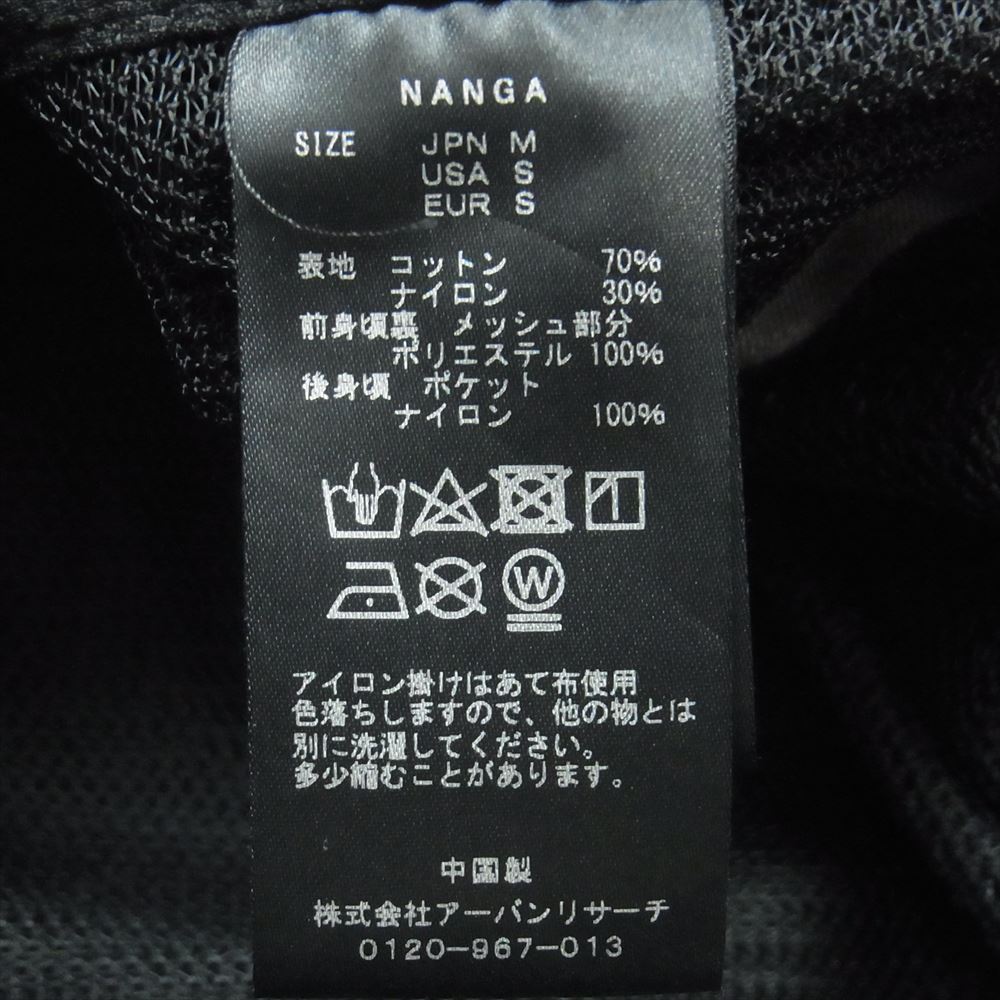 NANGA
SIZE JPN M
USA S
EUR S
表地 コットン 70%
ナイロン 30%
前身頃裏 メッシュ部分
ポリエステル 100%
後身頃 ポケット
ナイロン 100%
W
アイロン掛けはあて布使用
色落ちしますので、他の物とは
別に洗濯してください。
多少縮むことがあります。
中国製
株式会社アーバンリサーチ
0120-967-013